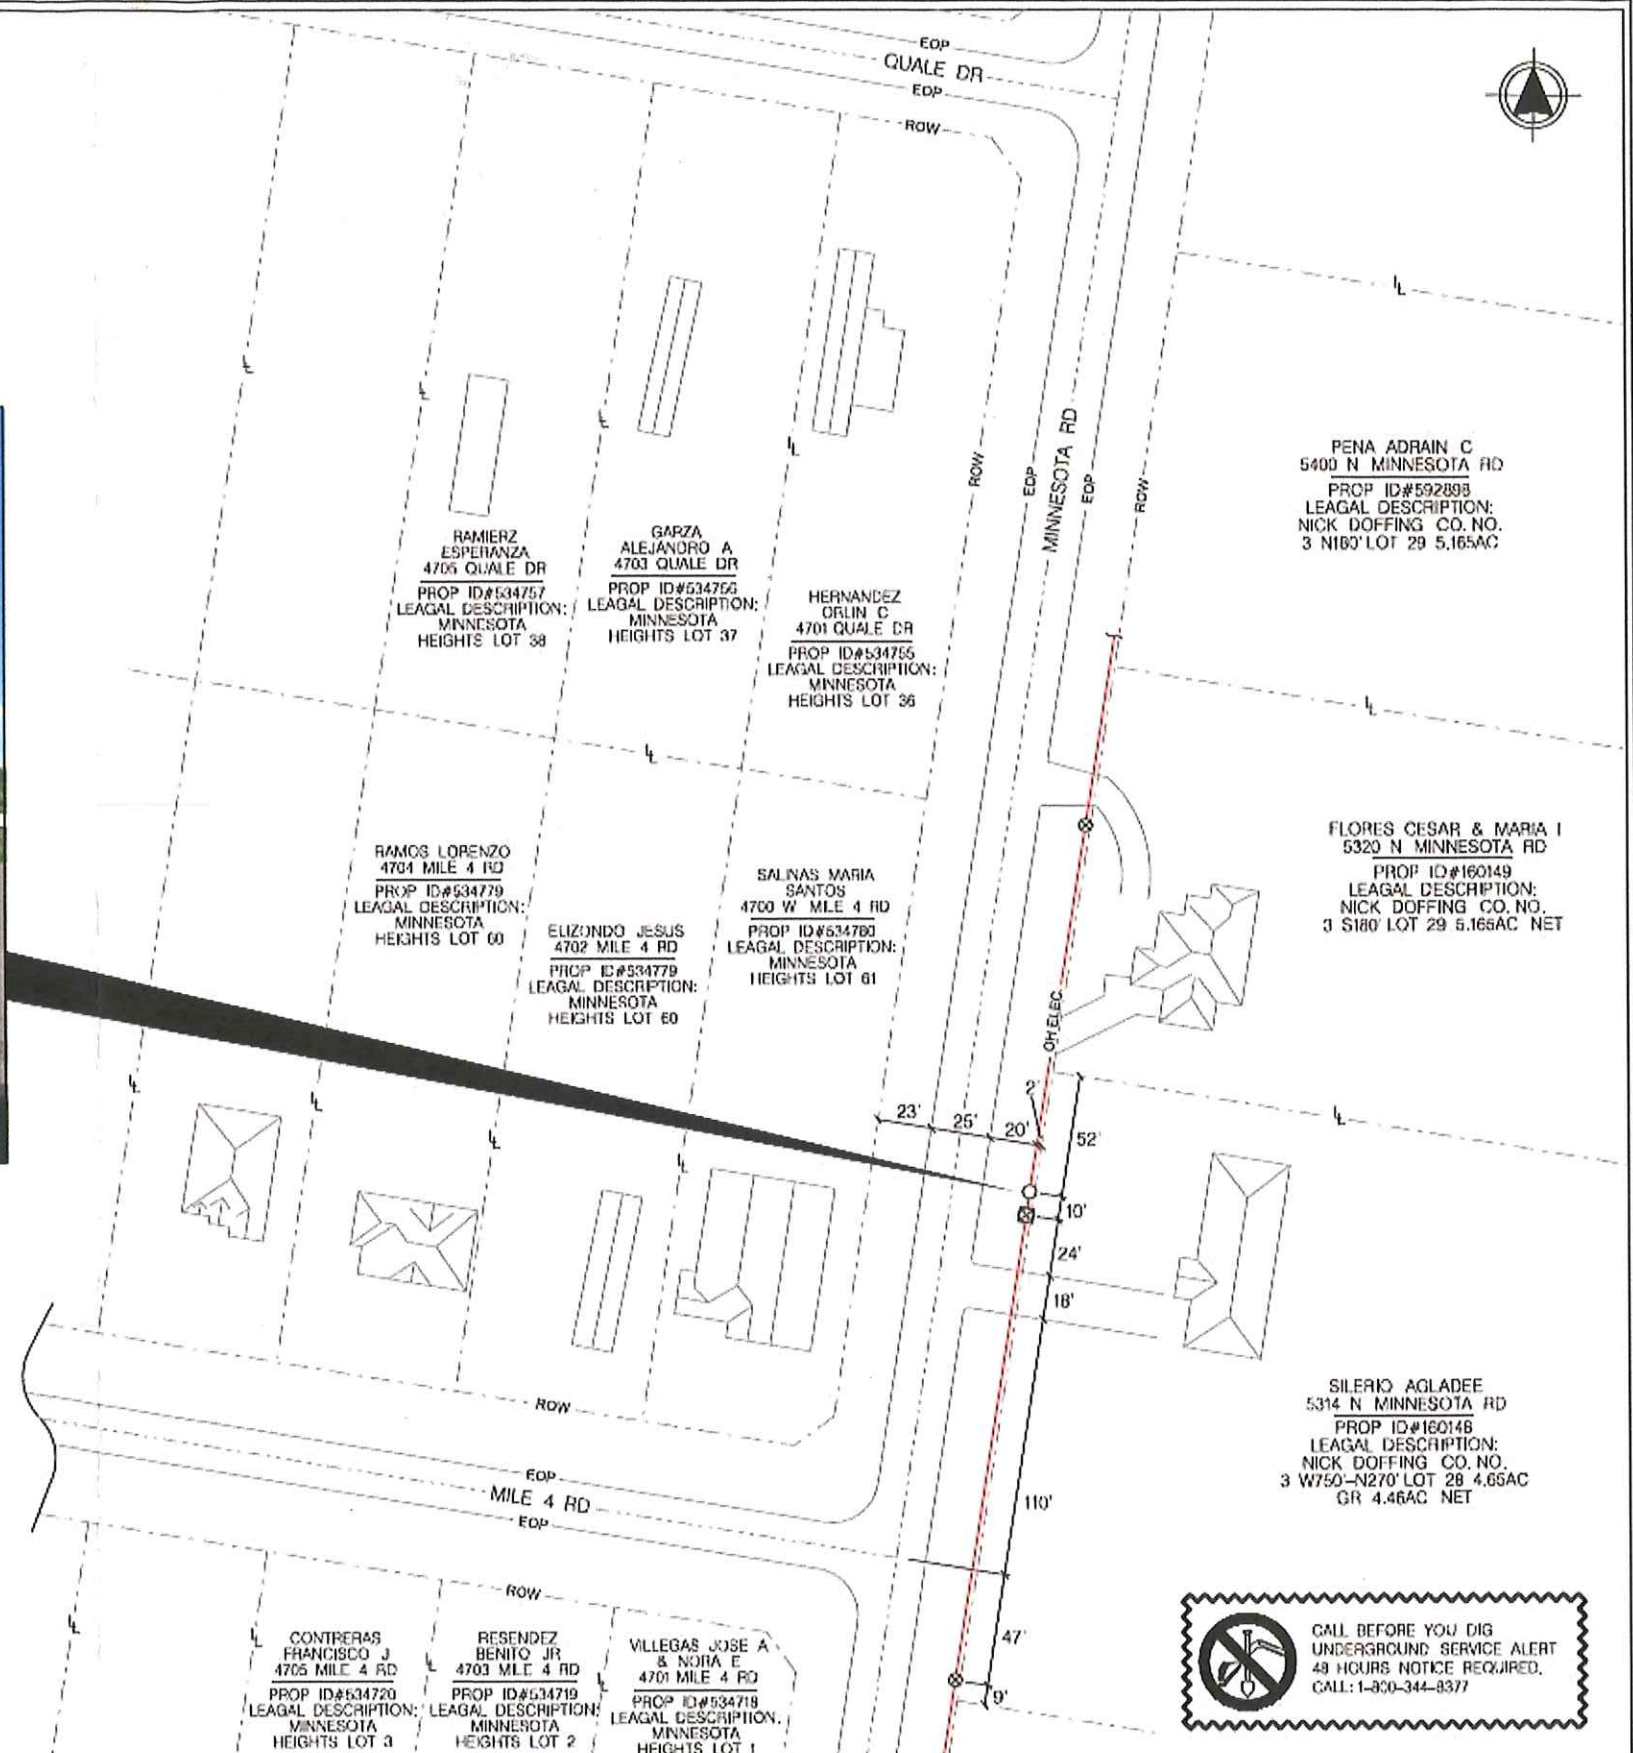 EOP
QUALE DR
EOP
ROW
ROW
EOP
MINNESOTA RD
EOP
ROW
PENA ADRAIN C
5400 N MINNESOTA RD
PROP ID#592898
LEAGAL DESCRIPTION:
NICK DOFFING CO. NO.
3 N180' LOT 29 5.165AC
RAMIERZ
ESPERANZA
4705 QUALE DR
PROP ID#534757
LEAGAL DESCRIPTION:
MINNESOTA
HEIGHTS LOT 38
GARZA
ALEJANDRO A
4703 QUALE DR
PROP ID#534756
LEAGAL DESCRIPTION:
MINNESOTA
HEIGHTS LOT 37
HERNANDEZ
ORLIN C
4701 QUALE DR
PROP ID#534755
LEAGAL DESCRIPTION:
MINNESOTA
HEIGHTS LOT 36
RAMOS LORENZO
4704 MILE 4 RD
PROP ID#534779
LEAGAL DESCRIPTION:
MINNESOTA
HEIGHTS LOT 60
ELIZONDO JESUS
4702 MILE 4 RD
PROP ID#534779
LEAGAL DESCRIPTION:
MINNESOTA
HEIGHTS LOT 60
SALINAS MARIA
SANTOS
4700 W MILE 4 RD
PROP ID#534780
LEAGAL DESCRIPTION:
MINNESOTA
HEIGHTS LOT 61
FLORES CESAR & MARIA I
5320 N MINNESOTA RD
PROP ID#160149
LEAGAL DESCRIPTION:
NICK DOFFING CO. NO.
3 S180' LOT 29 5.165AC NET
OH ELEC.
2'
23'
25'
20'
52'
10'
24'
18'
110'
47'
9'
SILERIO AGLADEE
5314 N MINNESOTA RD
PROP ID#160148
LEAGAL DESCRIPTION:
NICK DOFFING CO. NO.
3 W750'-N270' LOT 28 4.65AC
GR 4.46AC NET
ROW
EOP
MILE 4 RD
EOP
ROW
CONTRERAS
FRANCISCO J
4705 MILE 4 RD
PROP ID#534720
LEAGAL DESCRIPTION:
MINNESOTA
HEIGHTS LOT 3
RESENDEZ
BENITO JR
4703 MILE 4 RD
PROP ID#534719
LEAGAL DESCRIPTION:
MINNESOTA
HEIGHTS LOT 2
VILLEGAS JOSE A
& NORA E
4701 MILE 4 RD
PROP ID#534718
LEAGAL DESCRIPTION:
MINNESOTA
HEIGHTS LOT 1
CALL BEFORE YOU DIG
UNDERGROUND SERVICE ALERT
48 HOURS NOTICE REQUIRED.
CALL: 1-800-344-8377